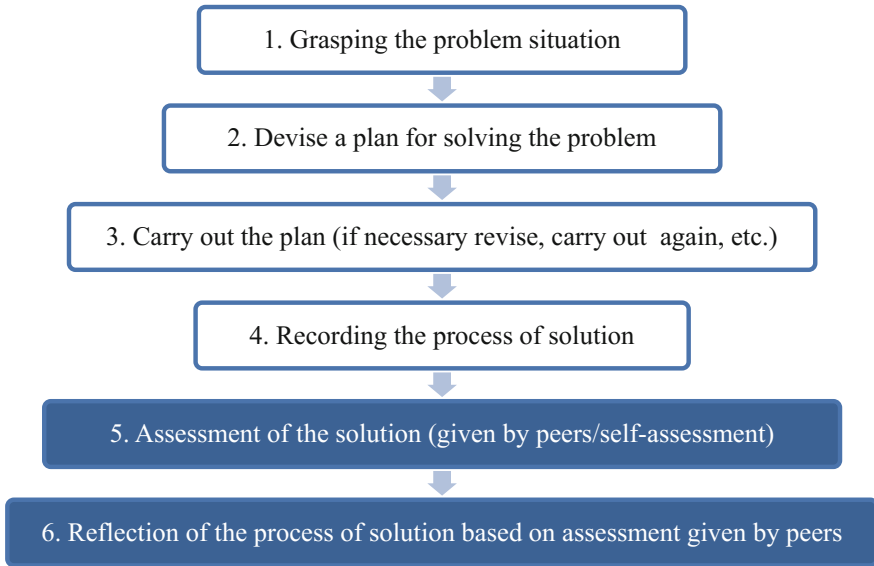 1. Grasping the problem situation
2. Devise a plan for solving the problem
3. Carry out the plan (if necessary revise, carry out again, etc.)
4. Recording the process of solution
5. Assessment of the solution (given by peers/self-assessment)
6. Reflection of the process of solution based on assessment given by peers